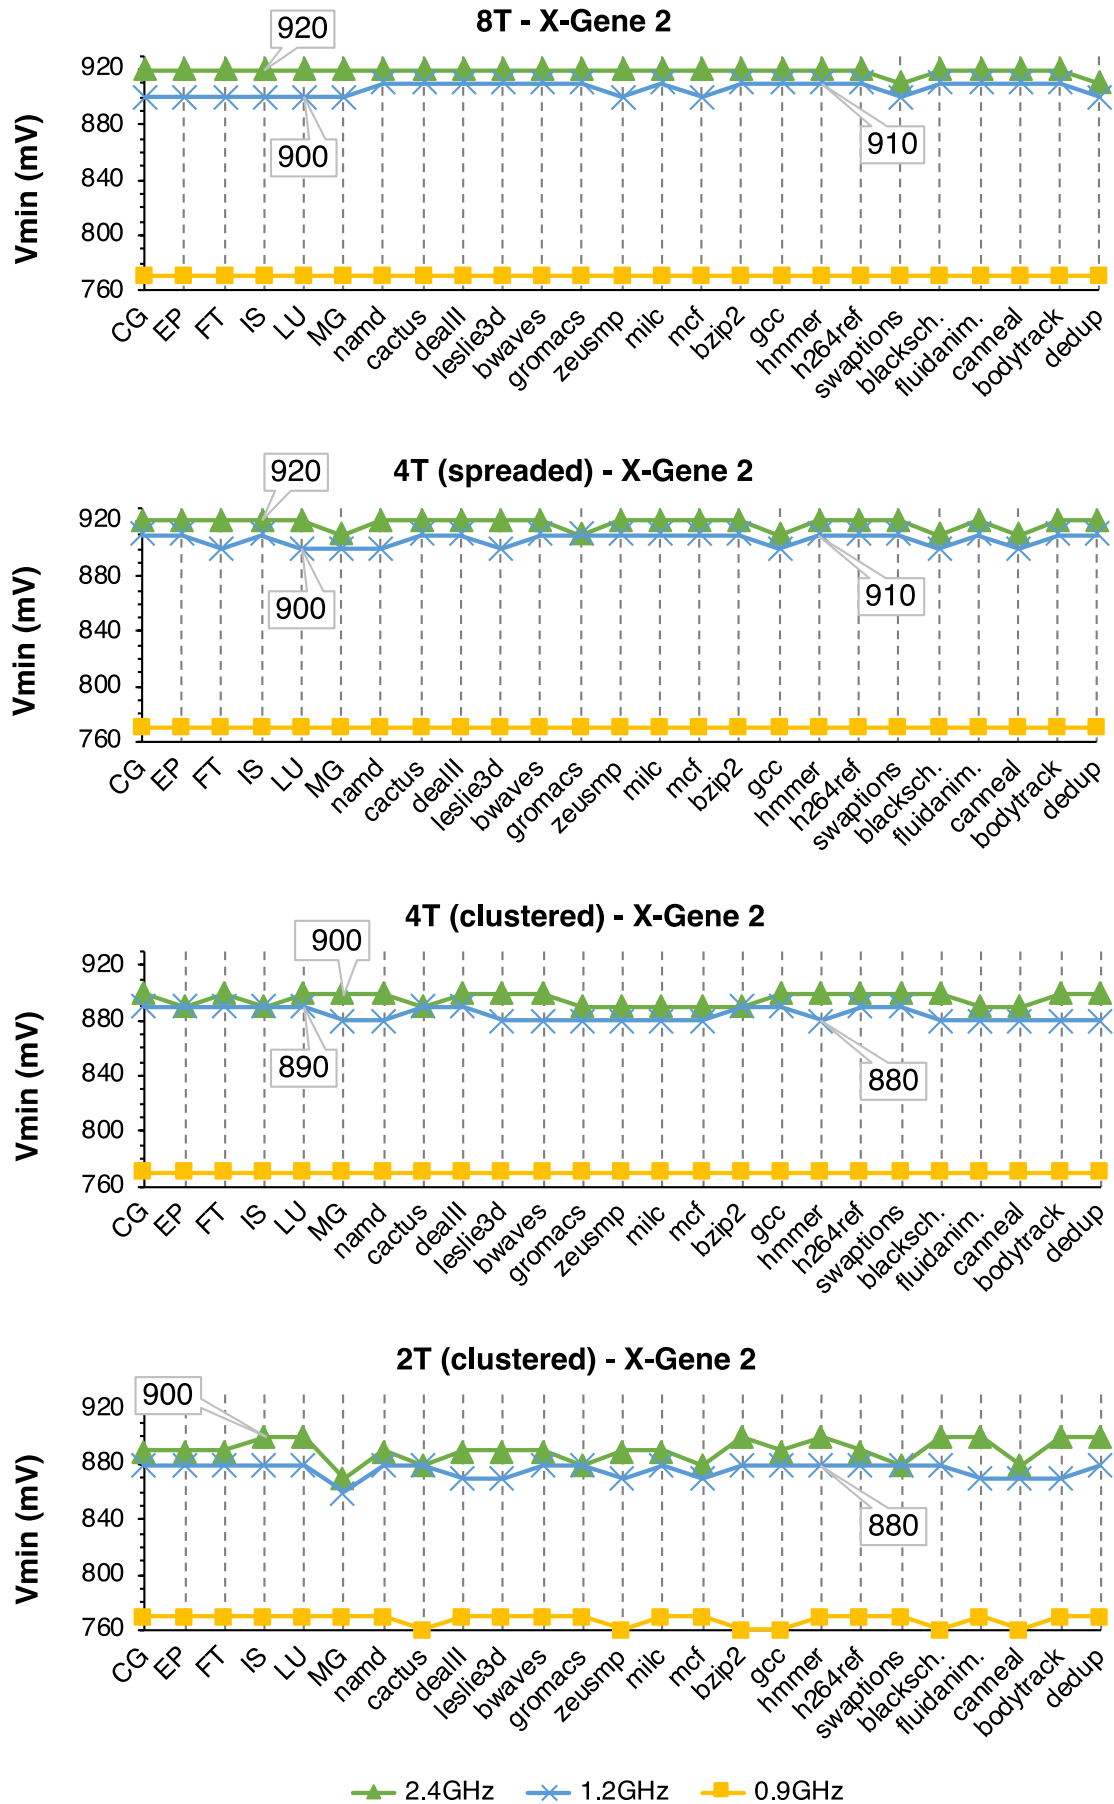 8T - X-Gene 2
920
920
880
840
800
760
Vmin (mV)
900
910
CG EP FT IS LU MG namd cactus dealII leslie3d bwaves gromacs zeusmp milc mcf bzip2 gcc hmmer h264ref swaptions blacksch. fluidanim. canneal bodytrack dedup
4T (spreaded) - X-Gene 2
920
920
880
840
800
760
Vmin (mV)
900
910
CG EP FT IS LU MG namd cactus dealII leslie3d bwaves gromacs zeusmp milc mcf bzip2 gcc hmmer h264ref swaptions blacksch. fluidanim. canneal bodytrack dedup
4T (clustered) - X-Gene 2
900
920
880
840
800
760
Vmin (mV)
890
880
CG EP FT IS LU MG namd cactus dealII leslie3d bwaves gromacs zeusmp milc mcf bzip2 gcc hmmer h264ref swaptions blacksch. fluidanim. canneal bodytrack dedup
2T (clustered) - X-Gene 2
900
920
880
840
800
760
Vmin (mV)
880
CG EP FT IS LU MG namd cactus dealII leslie3d bwaves gromacs zeusmp milc mcf bzip2 gcc hmmer h264ref swaptions blacksch. fluidanim. canneal bodytrack dedup
2.4GHz 1.2GHz 0.9GHz